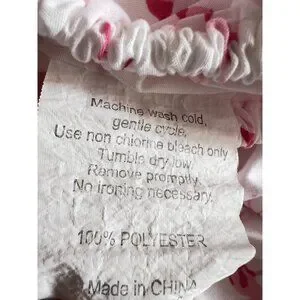 Machine wash cold,
gentle cycle.
Use non chlorine bleach only
Tumble dry low.
Remove promptly.
No ironing necessary.
100% POLYESTER
Made in CHINA